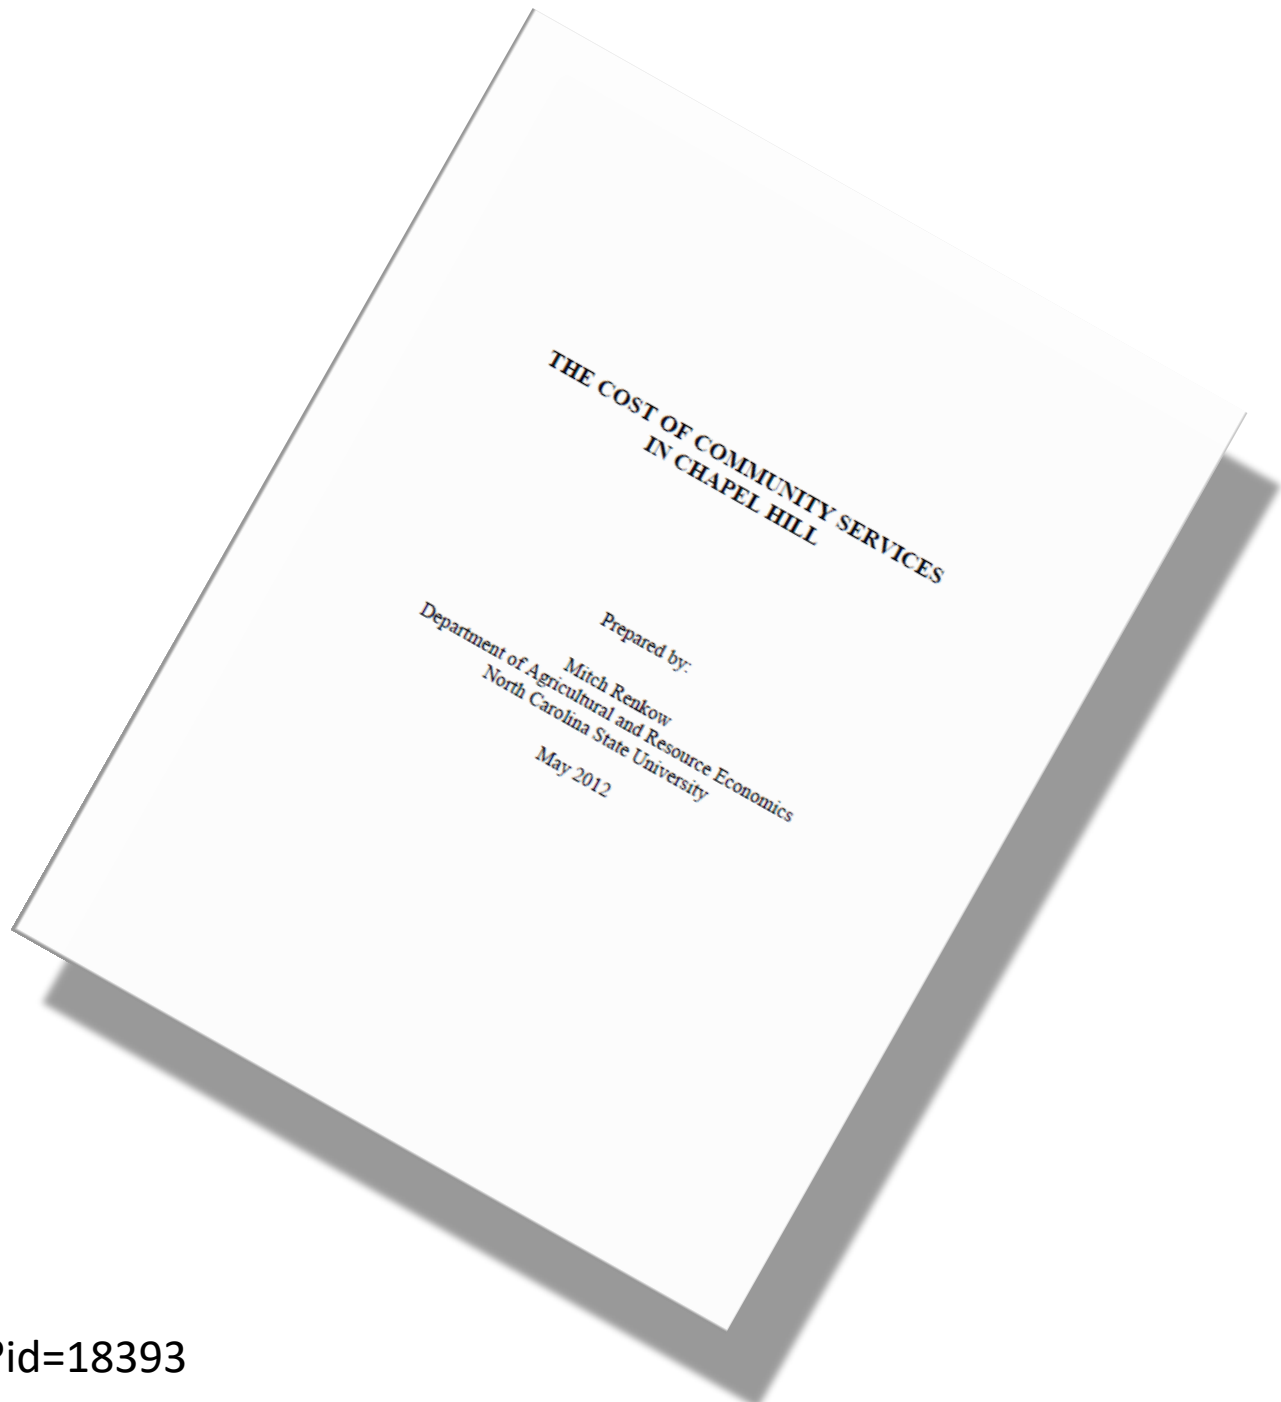 THE COST OF COMMUNITY SERVICES
IN CHAPEL HILL
Prepared by:
Mitch Renkow
Department of Agricultural and Resource Economics
North Carolina State University
May 2012
?id=18393